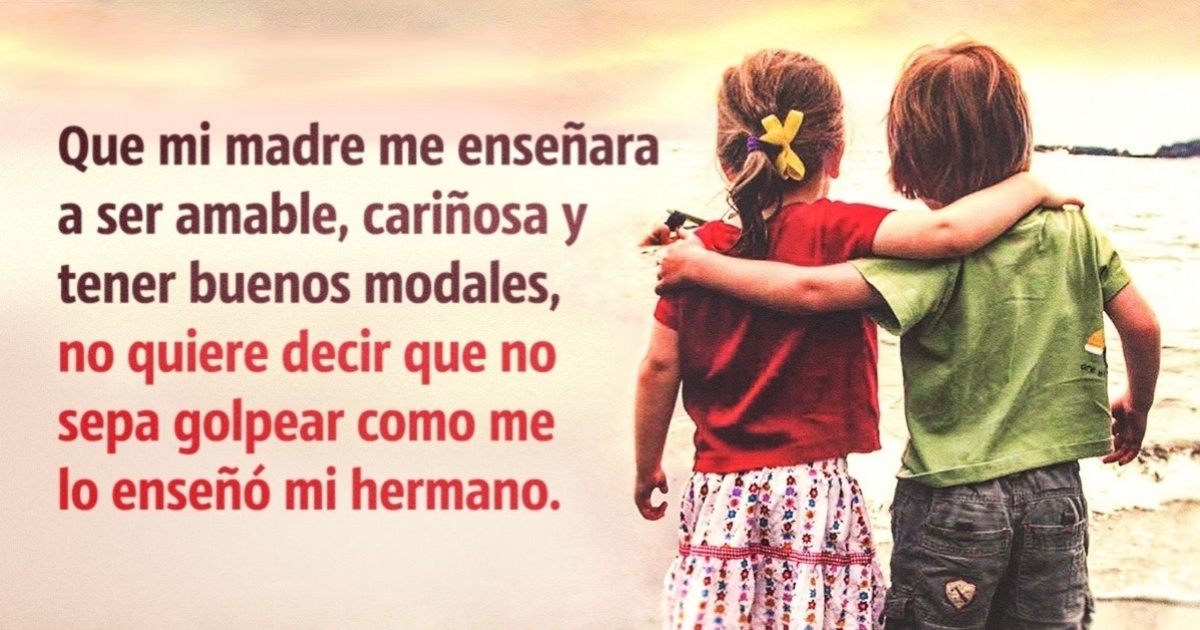 Que mi madre me enseñara
a ser amable, cariñosa y
tener buenos modales,
no quiere decir que no
sepa golpear como me
lo enseñó mi hermano.